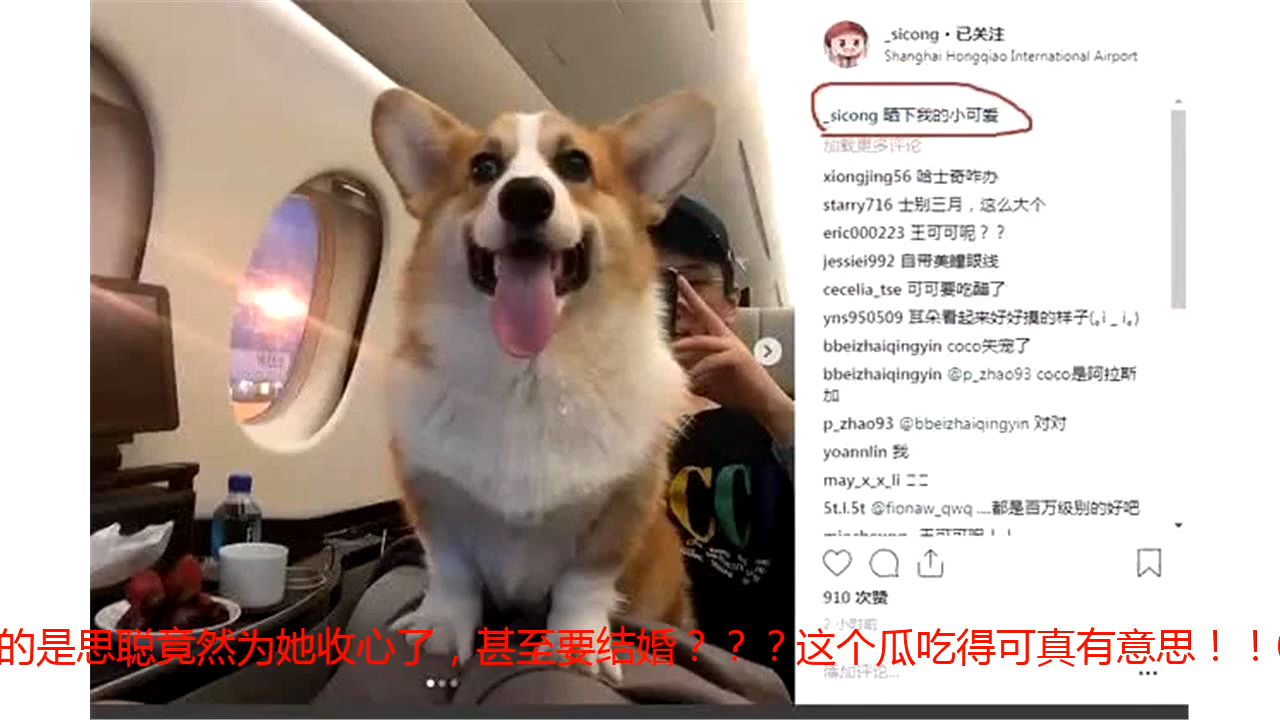 _sicong • 已关注
Shanghai Hongqiao International Airport
_sicong 晒下我的小可爱
加载更多评论
xiongjing56 哈士奇咋办
starry716 士别三月，这么大个
eric000223 王可可呢？？
jessiei992 自带美瞳眼线
cecelia_tse 可可要吃醋了
yns950509 耳朵看起来好好摸的样子(｡i _ i｡)
bbeizhaiqingyin coco失宠了
bbeizhaiqingyin @p_zhao93 coco是阿拉斯
加
p_zhao93 @bbeizhaiqingyin 对对
yoannlin 我
may_x_x_li ㄷㄷ
5t.l.5t @fionaw_qwq ....都是百万级别的好吧
910 次赞
2 小时前
的是思聪竟然为她收心了，甚至要结婚？？？这个瓜吃得可真有意思！！
添加评论...